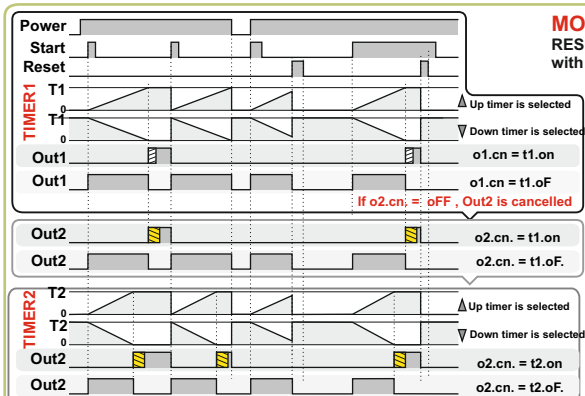 Power
MO
Start
RES
Reset
with
TIMER1
T1
0
Up timer is selected
T1
0
Down timer is selected
Out1
o1.cn = t1.on
Out1
o1.cn = t1.oF
If o2.cn. = oFF , Out2 is cancelled
Out2
o2.cn. = t1.on
Out2
o2.cn. = t1.oF.
TIMER2
T2
0
Up timer is selected
T2
0
Down timer is selected
Out2
o2.cn. = t2.on
Out2
o2.cn. = t2.oF.